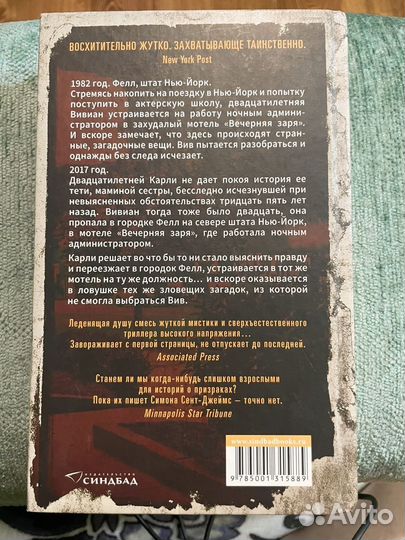 ВОСХИТИТЕЛЬНО ЖУТКО. ЗАХВАТЫВАЮЩЕ ТАИНСТВЕННО.
New York Post
1982 год. Фелл, штат Нью-Йорк.
Стремясь накопить на поездку в Нью-Йорк и попытку
поступить в актерскую школу, двадцатилетняя
Вивиан устраивается на работу ночным админи-
стратором в захудалый мотель «Вечерняя заря».
И вскоре замечает, что здесь происходят стран-
ные, загадочные вещи. Вив пытается разобраться и
однажды без следа исчезает.
2017 год.
Двадцатилетней Карли не дает покоя история ее
тети, маминой сестры, бесследно исчезнувшей при
невыясненных обстоятельствах тридцать пять лет
назад. Вивиан тогда тоже было двадцать, она
пропала в городке Фелл на севере штата Нью-Йорк,
в мотеле «Вечерняя заря», где работала ночным
администратором.
Карли решает во что бы то ни стало выяснить правду
и переезжает в городок Фелл, устраивается в тот же
мотель на ту же должность... и вскоре оказывается
в ловушке тех же зловещих загадок, из которой
не смогла выбраться Вив.
Леденящая душу смесь жуткой мистики и сверхъестественного
триллера высокого напряжения...
Завораживает с первой страницы, не отпускает до последней.
Associated Press
Станем ли мы когда-нибудь слишком взрослыми
для историй о призраках?
Пока их пишет Симона Сент-Джеймс — точно нет.
Minnapolis Star Tribune
www.sindbadbooks.ru
9 785001 315889
ИЗДАТЕЛЬСТВО
СИНДБАД
Avito